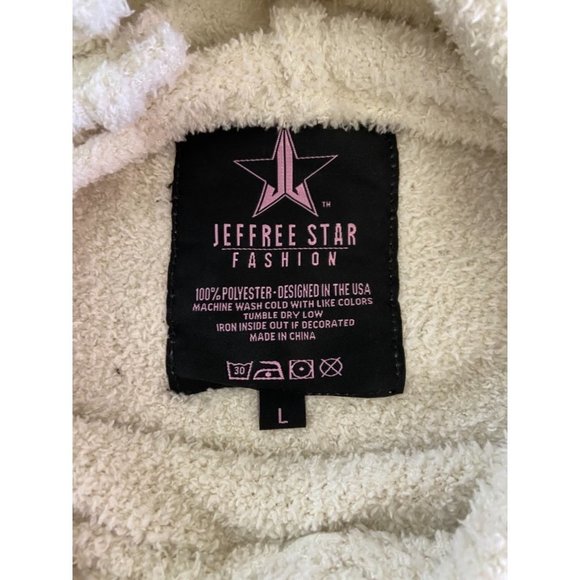 TM
JEFFREE STAR
FASHION
100% POLYESTER - DESIGNED IN THE USA
MACHINE WASH COLD WITH LIKE COLORS
TUMBLE DRY LOW
IRON INSIDE OUT IF DECORATED
MADE IN CHINA
30
L